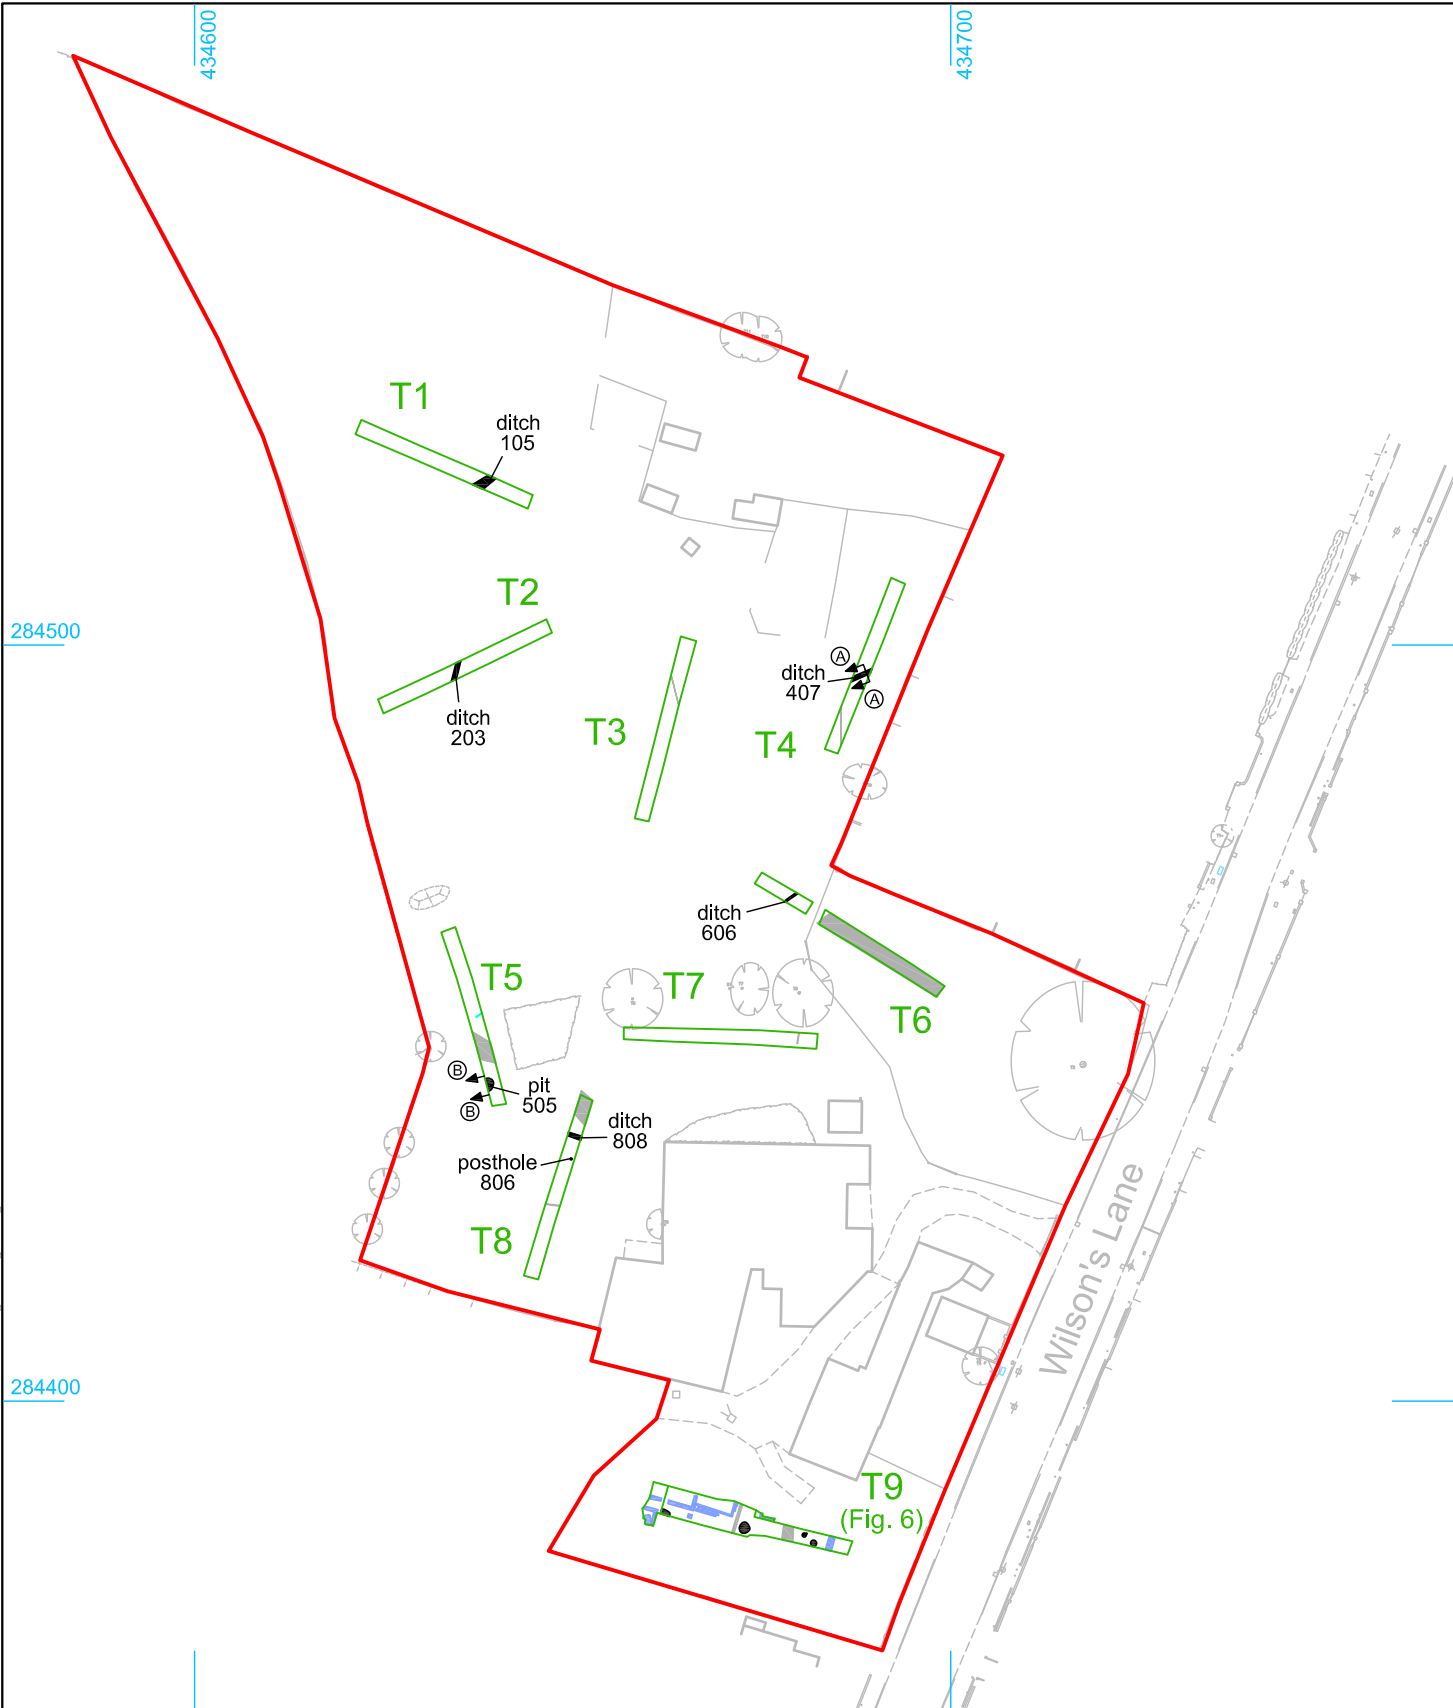 434600
434700
T1
ditch
105
T2
284500
ditch
203
T3
A
ditch
407
A
T4
ditch
606
T5
T7
T6
B
pit
505
B
ditch
808
posthole
806
T8
Wilson's Lane
284400
T9
(Fig. 6)